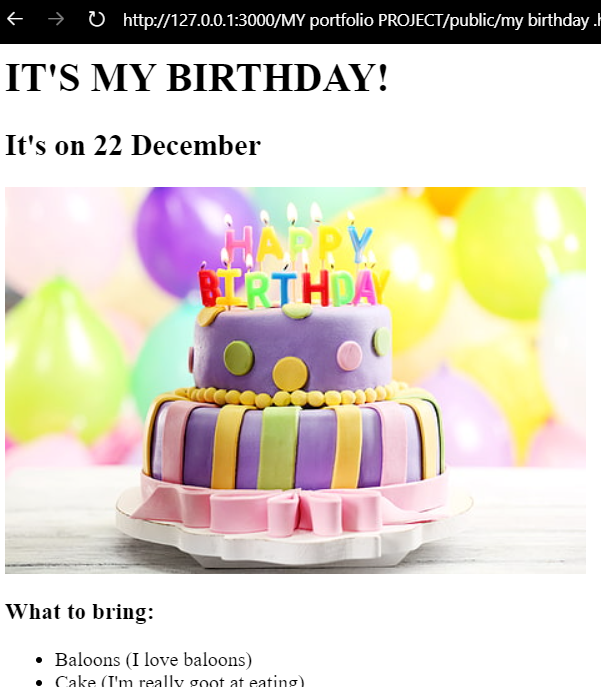 http://127.0.0.1:3000/MY portfolio PROJECT/public/my birthday .h
IT'S MY BIRTHDAY!
It's on 22 December
HAPPY
BIRTHDAY
What to bring:
Baloons (I love baloons)
Cake (I'm really goot at eating)